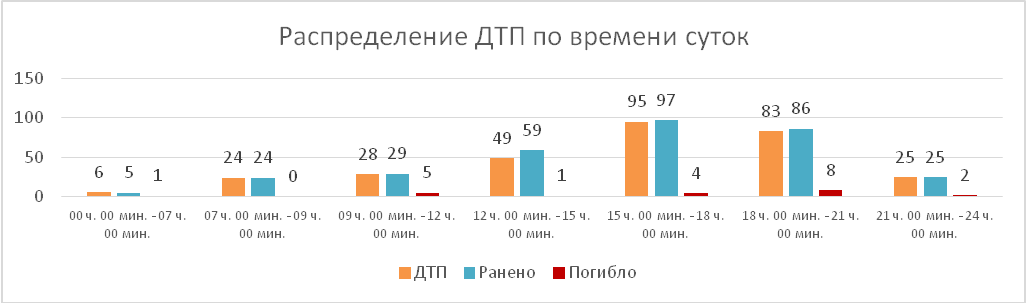 Распределение ДТП по времени суток
150
100
50
0
6 5 1
24 24 0
28 29 5
49 59 1
95 97 4
83 86 8
25 25 2
00 ч. 00 мин. -07 ч.
00 мин.
07 ч. 00 мин. -09 ч.
00 мин.
09 ч. 00 мин. -12 ч.
00 мин.
12 ч. 00 мин. -15 ч.
00 мин.
15 ч. 00 мин. -18 ч.
00 мин.
18 ч. 00 мин. -21 ч.
00 мин.
21 ч. 00 мин. -24 ч.
00 мин.
ДТП Ранено Погибло